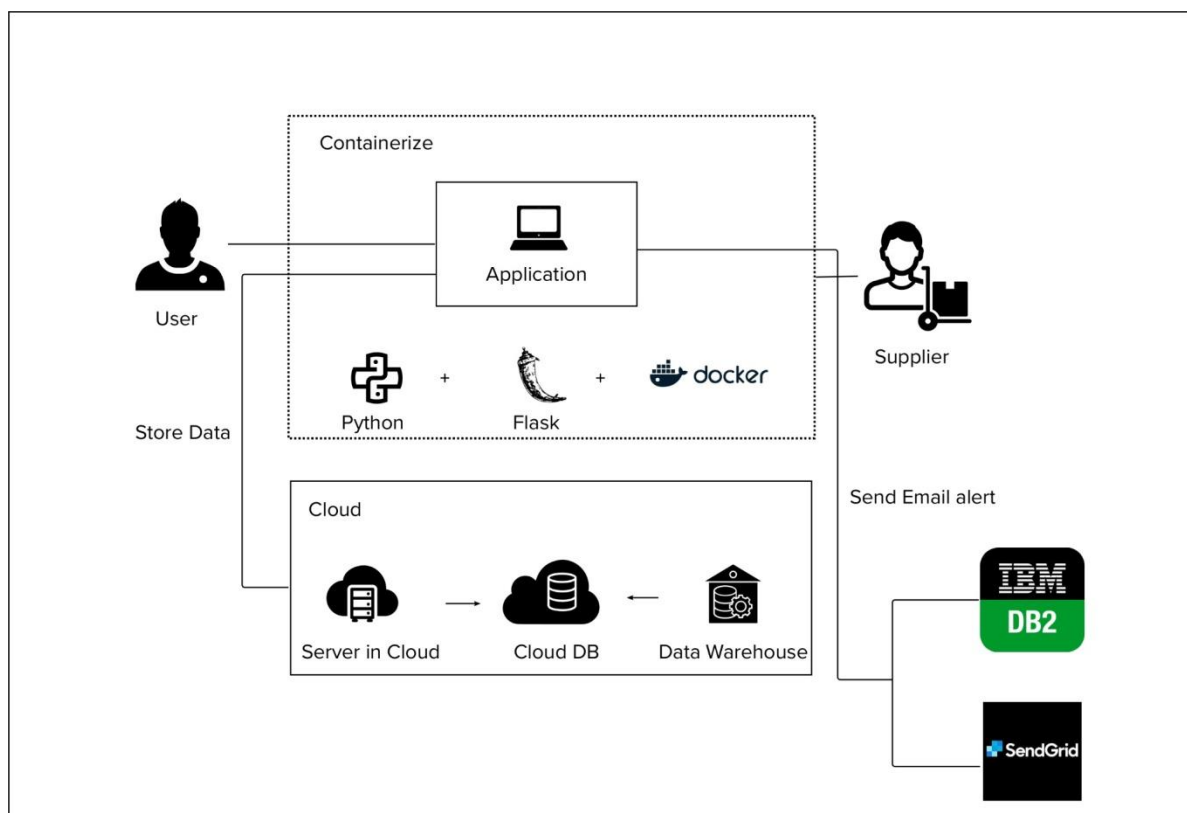 Containerize
Application
User
Supplier
+
+
docker
Python
Flask
Store Data
Send Email alert
Cloud
Server in Cloud
Cloud DB
Data Warehouse
IBM
DB2
SendGrid